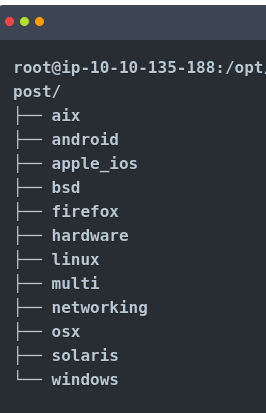 root@ip-10-10-135-188:/opt/
post/
├── aix
├── android
├── apple_ios
├── bsd
├── firefox
├── hardware
├── linux
├── multi
├── networking
├── osx
├── solaris
└── windows